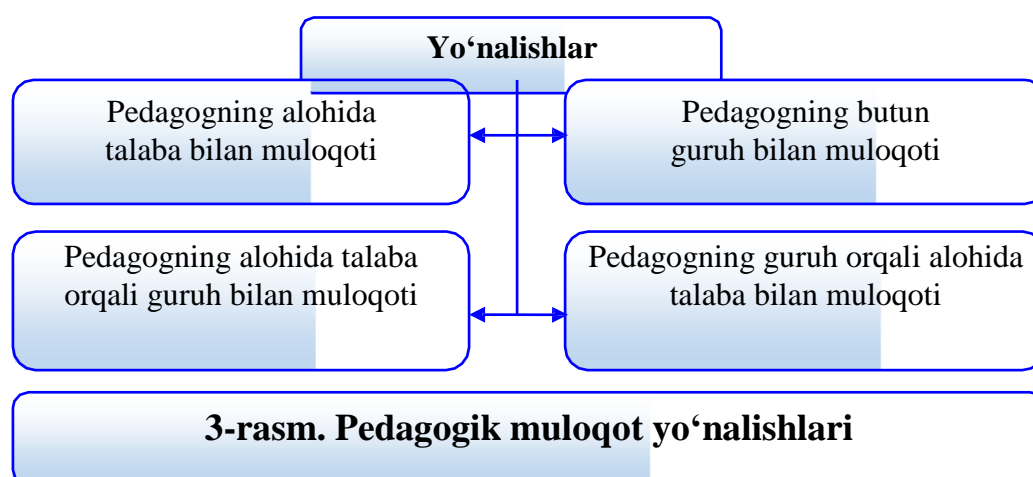 Yo‘nalishlar
Pedagogning alohida
talaba bilan muloqoti
Pedagogning butun
guruh bilan muloqoti
Pedagogning alohida talaba
orqali guruh bilan muloqoti
Pedagogning guruh orqali alohida
talaba bilan muloqoti
3-rasm. Pedagogik muloqot yo‘nalishlari